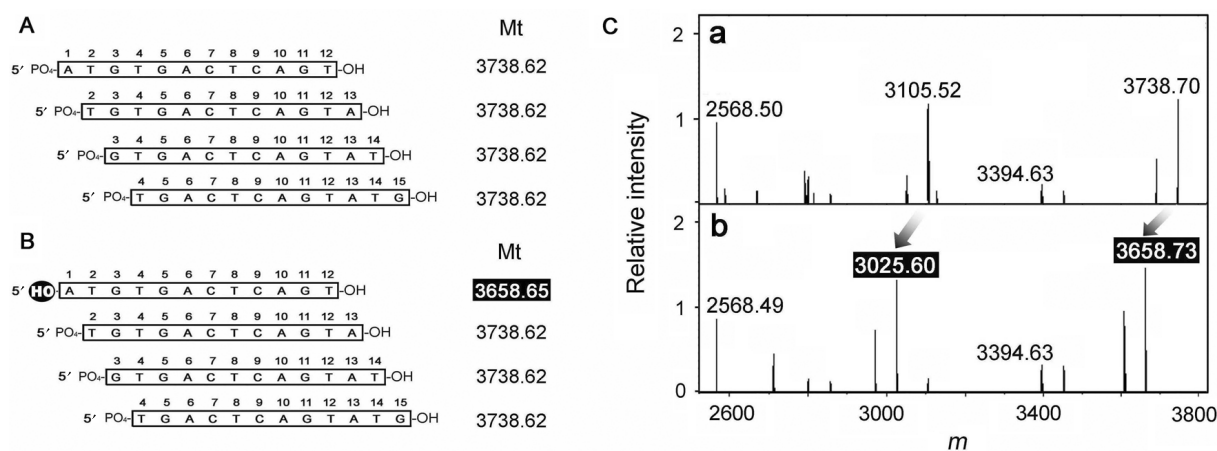 A
Mt
1 2 3 4 5 6 7 8 9 10 11 12
5′ PO₄- A T G T G A C T C A G T -OH 3738.62
2 3 4 5 6 7 8 9 10 11 12 13
5′ PO₄- T G T G A C T C A G T A -OH 3738.62
3 4 5 6 7 8 9 10 11 12 13 14
5′ PO₄- G T G A C T C A G T A T -OH 3738.62
4 5 6 7 8 9 10 11 12 13 14 15
5′ PO₄- T G A C T C A G T A T G -OH 3738.62
B
Mt
1 2 3 4 5 6 7 8 9 10 11 12
5′ HO A T G T G A C T C A G T -OH 3658.65
2 3 4 5 6 7 8 9 10 11 12 13
5′ PO₄- T G T G A C T C A G T A -OH 3738.62
3 4 5 6 7 8 9 10 11 12 13 14
5′ PO₄- G T G A C T C A G T A T -OH 3738.62
4 5 6 7 8 9 10 11 12 13 14 15
5′ PO₄- T G A C T C A G T A T G -OH 3738.62
C
Relative intensity
2
1
0
a
2568.50
3105.52
3394.63
3738.70
2
1
0
b
2568.49
3025.60
3394.63
3658.73
2600 3000 3400 3800
m